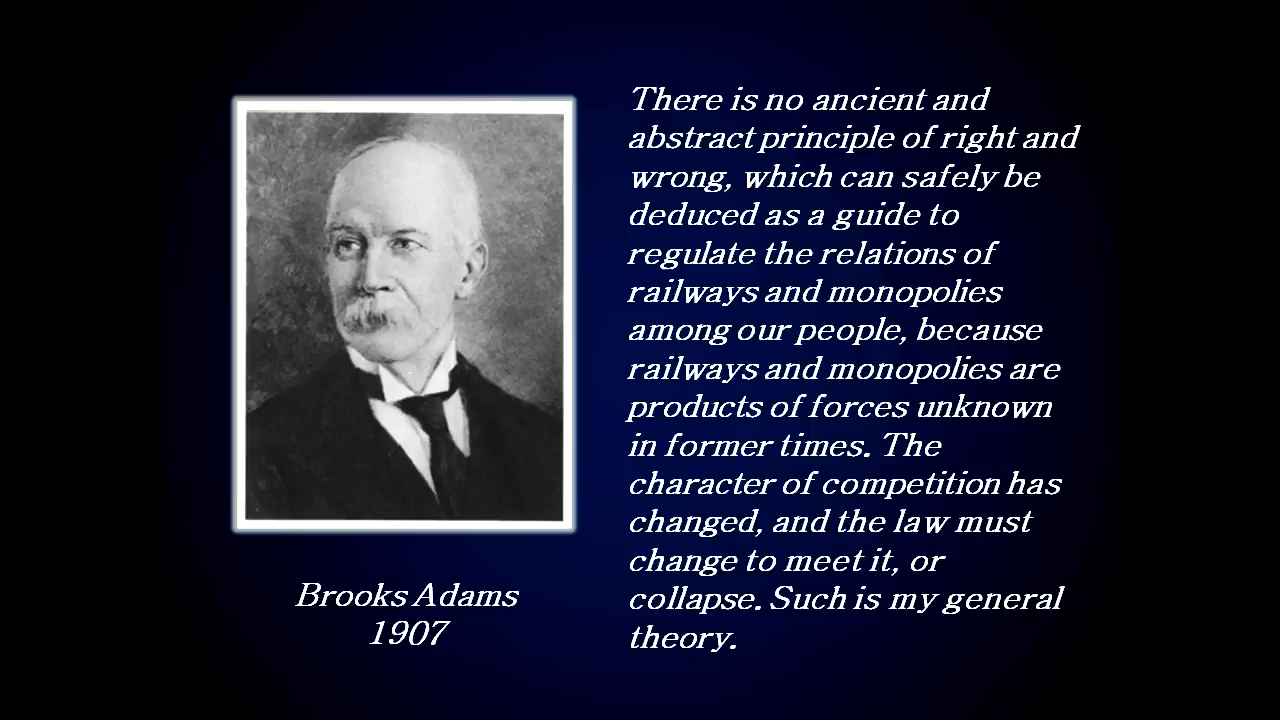 There is no ancient and
abstract principle of right and
wrong, which can safely be
deduced as a guide to
regulate the relations of
railways and monopolies
among our people, because
railways and monopolies are
products of forces unknown
in former times. The
character of competition has
changed, and the law must
change to meet it, or
collapse. Such is my general
theory.
Brooks Adams
1907